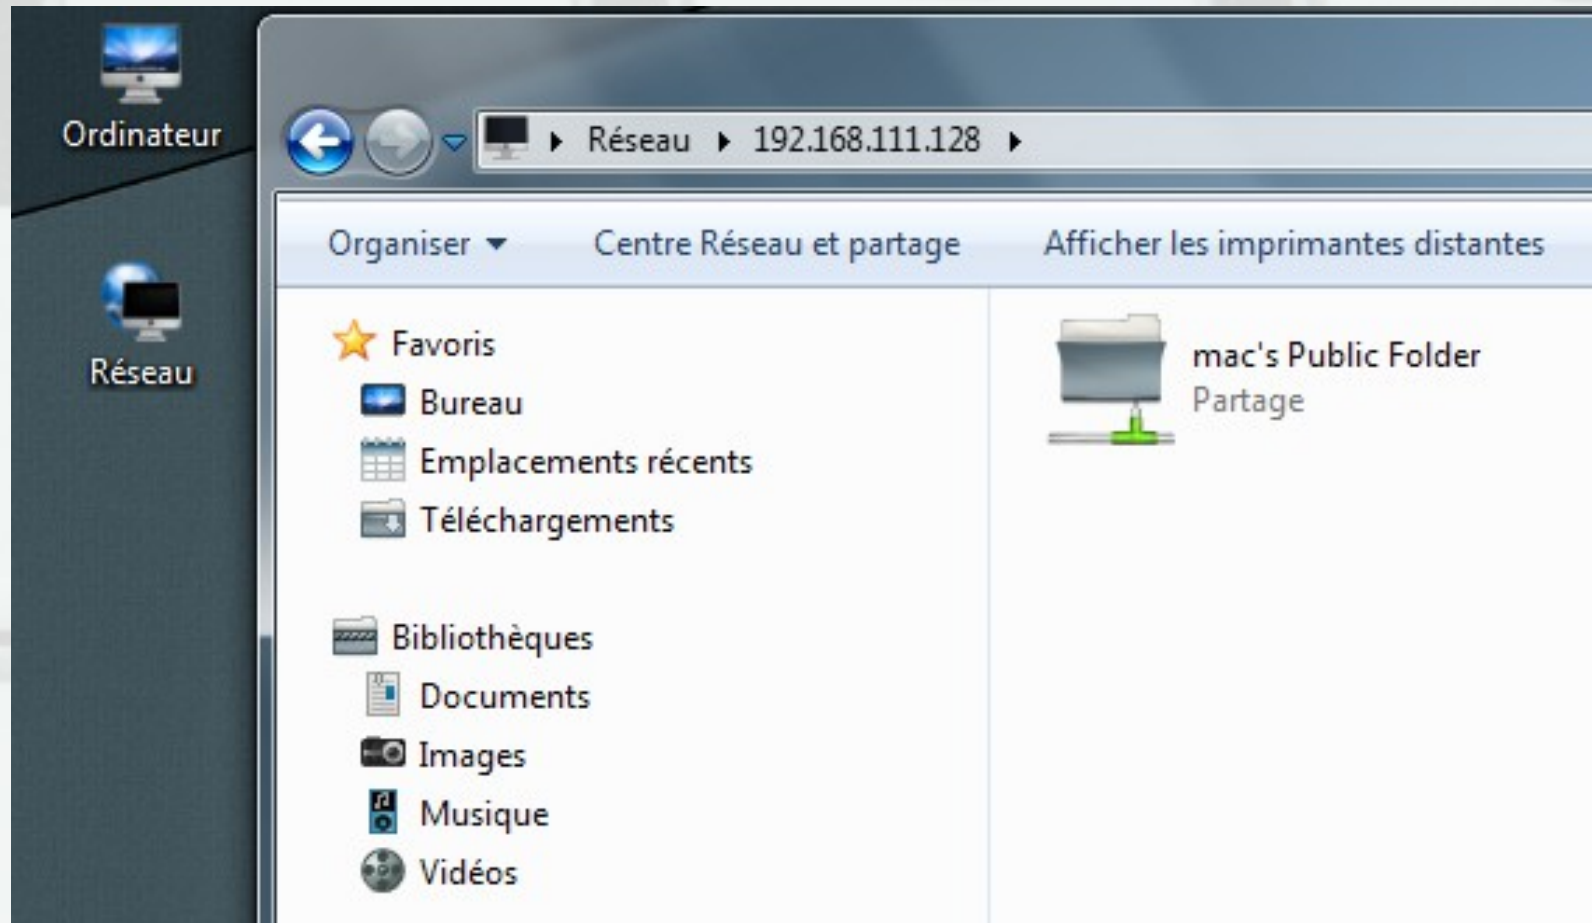 Ordinateur
Réseau
Réseau 192.168.111.128
Organiser Centre Réseau et partage Afficher les imprimantes distantes
Favoris
Bureau
Emplacements récents
Téléchargements
Bibliothèques
Documents
Images
Musique
Vidéos
mac's Public Folder
Partage